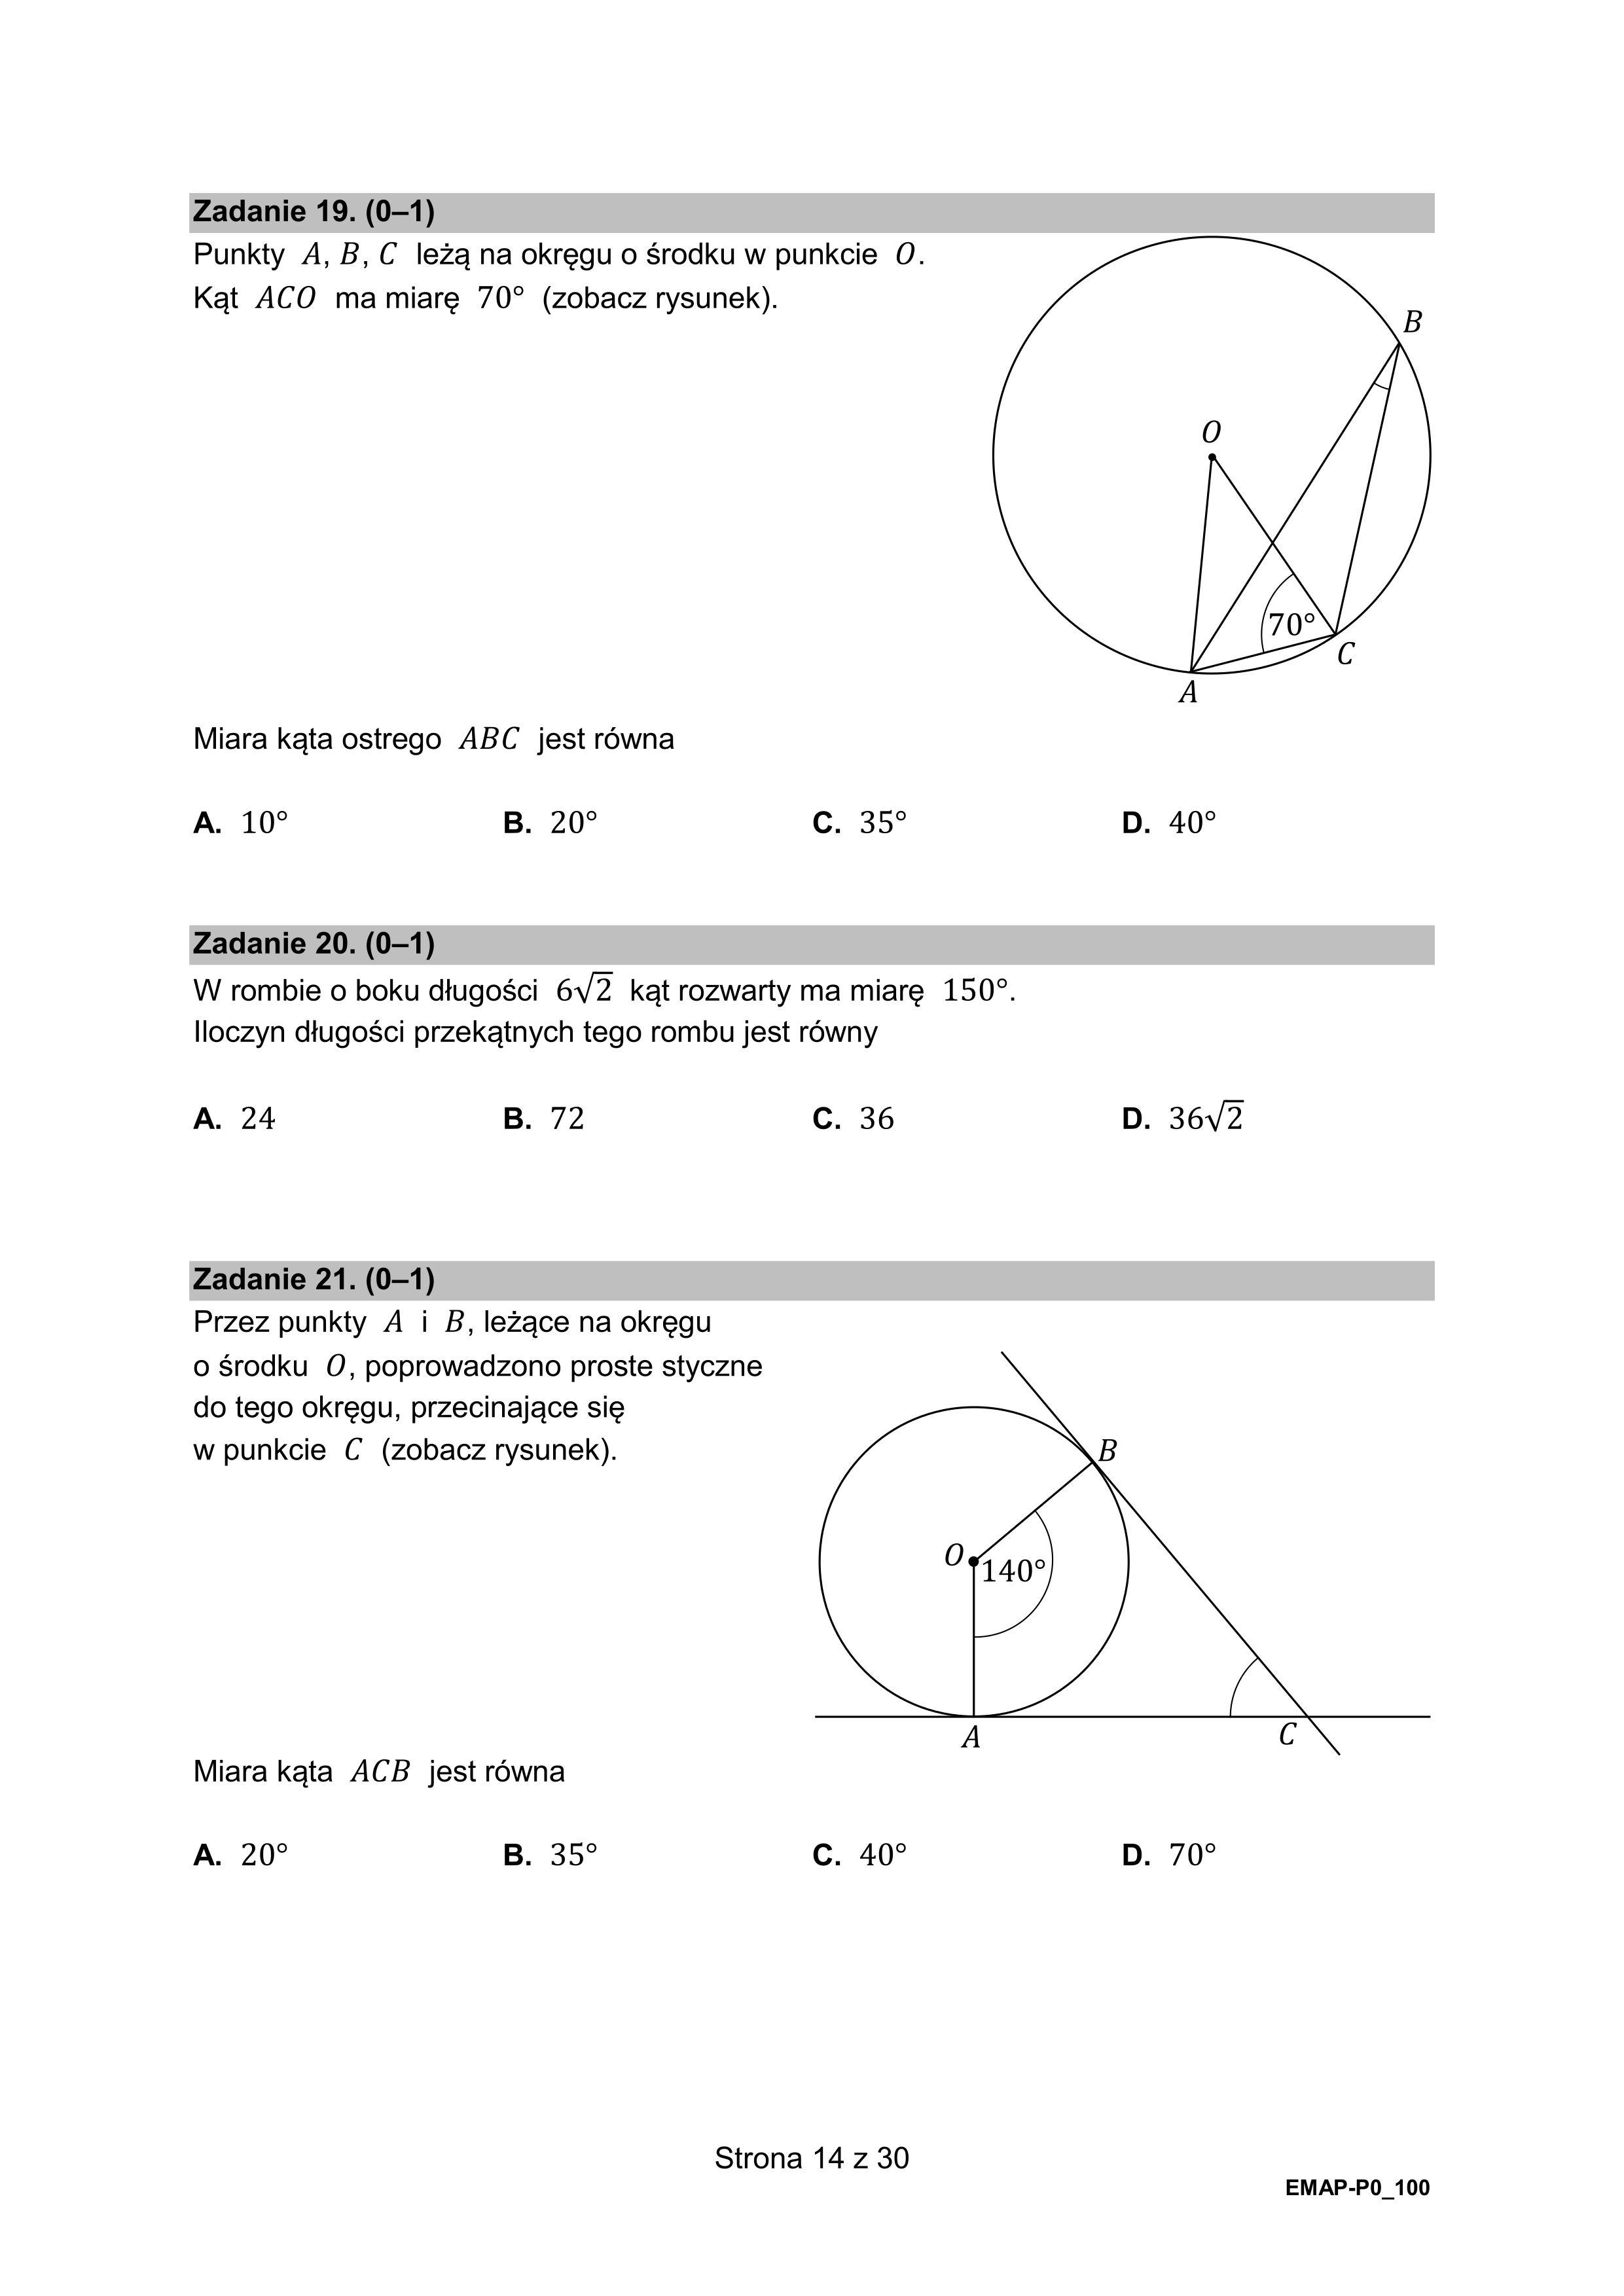 Zadanie 19. (0–1)
Punkty A, B, C leżą na okręgu o środku w punkcie O.
Kąt ACO ma miarę 70° (zobacz rysunek).
B
O
70°
C
A
Miara kąta ostrego ABC jest równa
A. 10° B. 20° C. 35° D. 40°
Zadanie 20. (0–1)
W rombie o boku długości 6√2 kąt rozwarty ma miarę 150°.
Iloczyn długości przekątnych tego rombu jest równy
A. 24 B. 72 C. 36 D. 36√2
Zadanie 21. (0–1)
Przez punkty A i B, leżące na okręgu
o środku O, poprowadzono proste styczne
do tego okręgu, przecinające się
w punkcie C (zobacz rysunek).
B
O
140°
A
C
Miara kąta ACB jest równa
A. 20° B. 35° C. 40° D. 70°
Strona 14 z 30
EMAP-P0_100